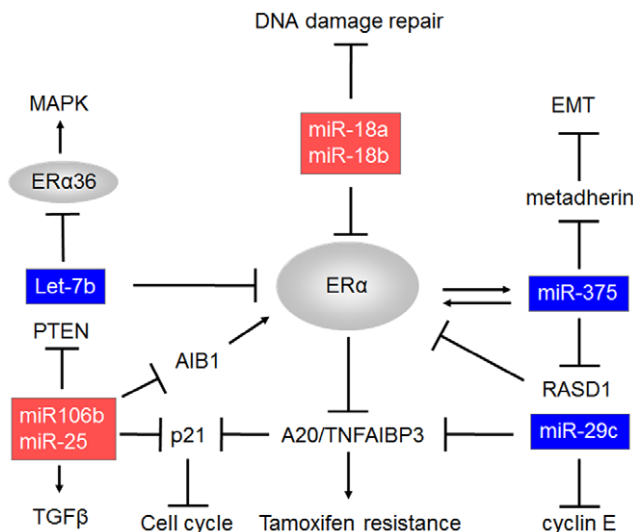 DNA damage repair
MAPK
EMT
miR-18a
miR-18b
ERα36
metadherin
Let-7b
ERα
miR-375
PTEN
AIB1
RASD1
miR106b
miR-25
p21
A20/TNFAIBP3
miR-29c
TGFβ
Cell cycle
Tamoxifen resistance
cyclin E